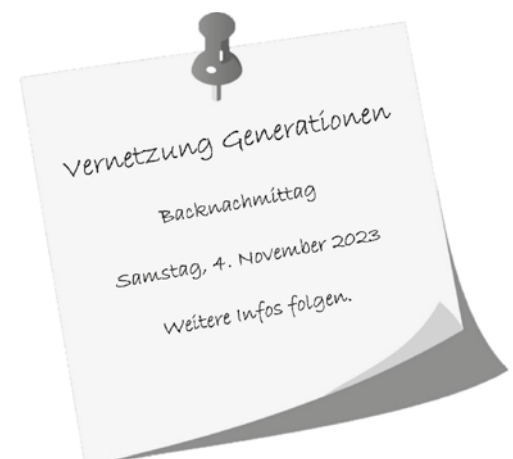 Vernetzung Generationen
Backnachmittag
Samstag, 4. November 2023
Weitere Infos folgen.